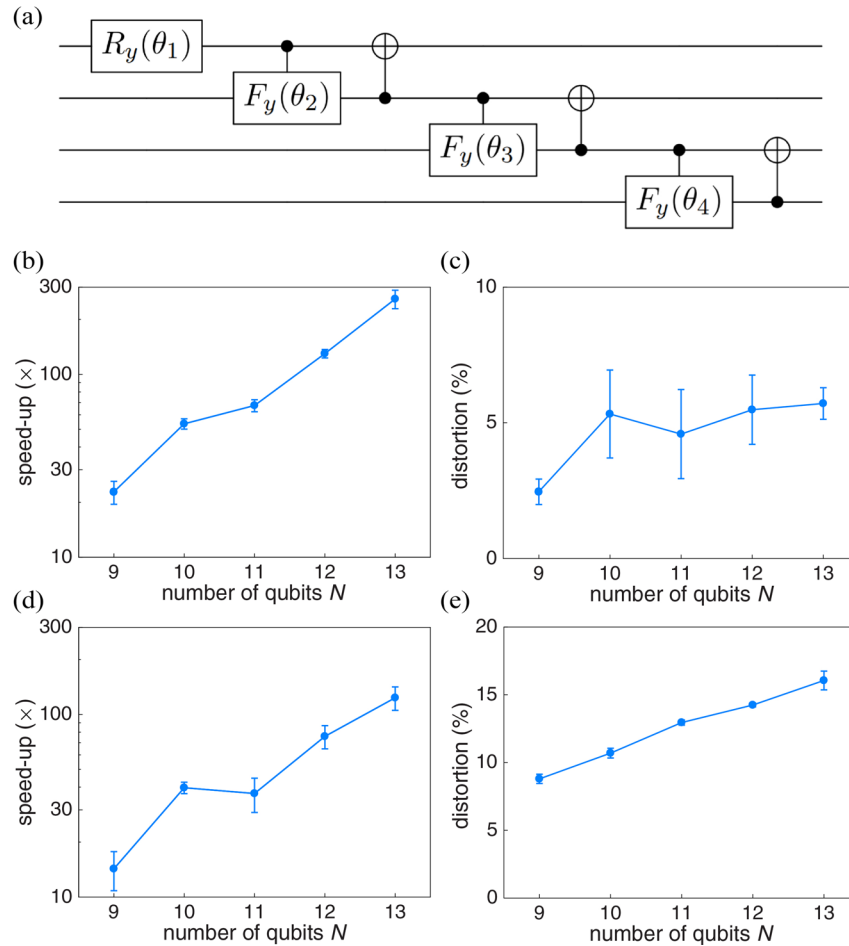 (a)
R_y(θ_1)
F_y(θ_2)
F_y(θ_3)
F_y(θ_4)
(b)
300
100
30
10
speed-up (×)
9 10 11 12 13
number of qubits N
(c)
10
5
0
distortion (%)
9 10 11 12 13
number of qubits N
(d)
300
100
30
10
speed-up (×)
9 10 11 12 13
number of qubits N
(e)
20
15
10
5
0
distortion (%)
9 10 11 12 13
number of qubits N